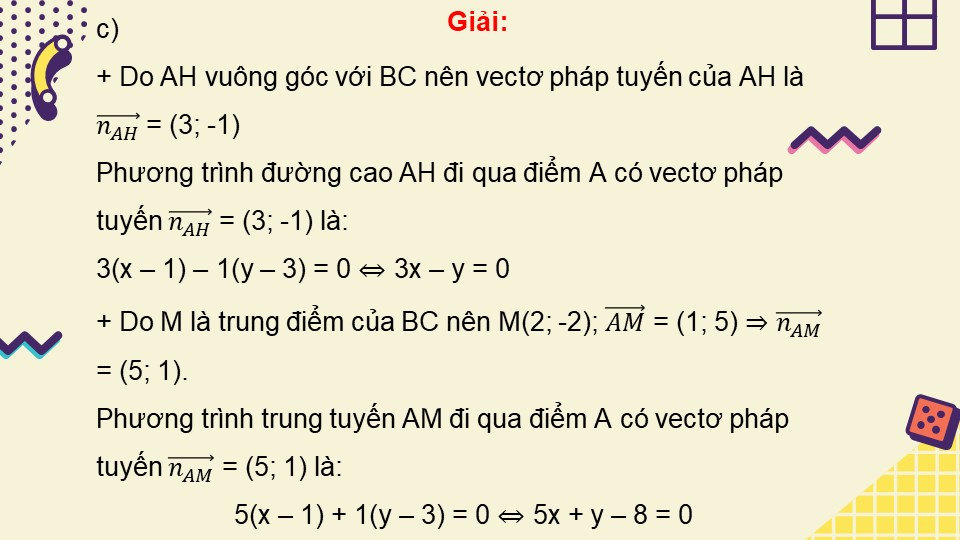 Giải:
c)
+ Do AH vuông góc với BC nên vectơ pháp tuyến của AH là
$\overrightarrow{n_{AH}}$ = (3; -1)
Phương trình đường cao AH đi qua điểm A có vectơ pháp
tuyến $\overrightarrow{n_{AH}}$ = (3; -1) là:
3(x – 1) – 1(y – 3) = 0 ⇔ 3x – y = 0
+ Do M là trung điểm của BC nên M(2; -2); $\overrightarrow{AM}$ = (1; 5) ⇒ $\overrightarrow{n_{AM}}$
= (5; 1).
Phương trình trung tuyến AM đi qua điểm A có vectơ pháp
tuyến $\overrightarrow{n_{AM}}$ = (5; 1) là:
5(x – 1) + 1(y – 3) = 0 ⇔ 5x + y – 8 = 0